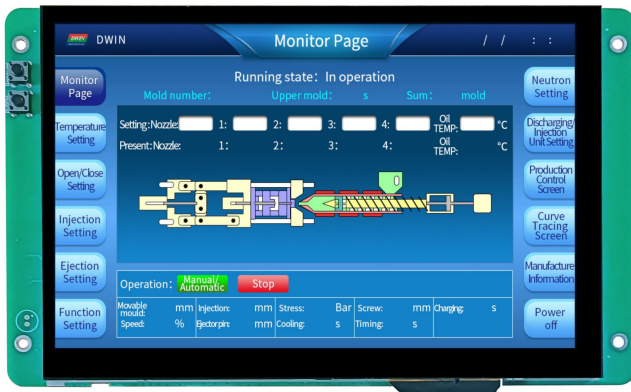 DWIN DWIN Monitor Page / / : :
Monitor
Page
Temperature
Setting
Open/Close
Setting
Injection
Setting
Ejection
Setting
Function
Setting
Running state: In operation
Mold number: Upper mold: s Sum: mold
Setting:Nozzle: 1: 2: 3: 4: Oil TEMP: °C
Present:Nozzle: 1: 2: 3: 4: Oil TEMP: °C
Operation: Manual/Automatic Stop
Movable mould: mm Injection: mm Stress: Bar Screw: mm Charging: s
Speed: % Ejectorpin: mm Cooling: s Timing: s
Neutron
Setting
Discharging/
Injection
Unit Setting
Production
Control
Screen
Curve
Tracing
Screen
Manufacture
Information
Power
off